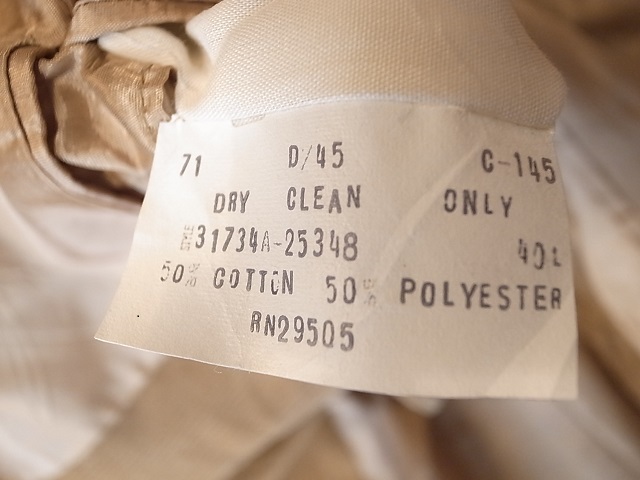 71 D/45 C-145
DRY CLEAN ONLY
31734A-25348 40L
50% COTTON 50% POLYESTER
RN29505